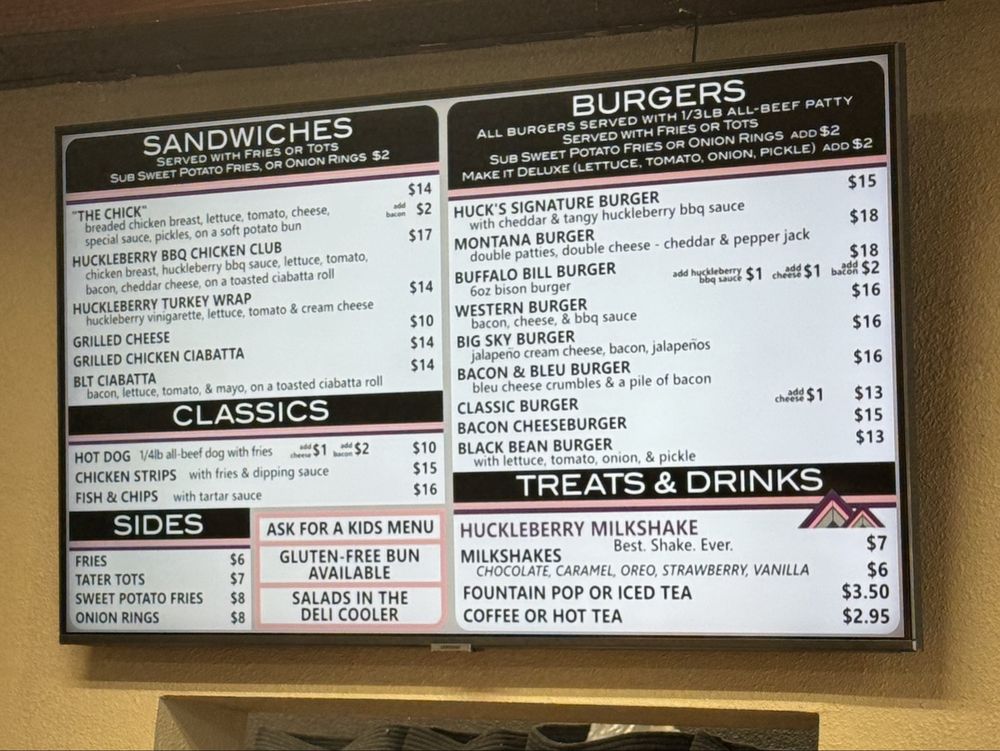 SANDWICHES
SERVED WITH FRIES OR TOTS
SUB SWEET POTATO FRIES, OR ONION RINGS $2
"THE CHICK" $14
breaded chicken breast, lettuce, tomato, cheese, add bacon $2
special sauce, pickles, on a soft potato bun
HUCKLEBERRY BBQ CHICKEN CLUB $17
chicken breast, huckleberry bbq sauce, lettuce, tomato,
bacon, cheddar cheese, on a toasted ciabatta roll
HUCKLEBERRY TURKEY WRAP $14
huckleberry vinigarette, lettuce, tomato & cream cheese
GRILLED CHEESE $10
GRILLED CHICKEN CIABATTA $14
BLT CIABATTA $14
bacon, lettuce, tomato, & mayo, on a toasted ciabatta roll
CLASSICS
HOT DOG 1/4lb all-beef dog with fries add cheese $1 add bacon $2 $10
CHICKEN STRIPS with fries & dipping sauce $15
FISH & CHIPS with tartar sauce $16
SIDES
FRIES $6
TATER TOTS $7
SWEET POTATO FRIES $8
ONION RINGS $8
ASK FOR A KIDS MENU
GLUTEN-FREE BUN
AVAILABLE
SALADS IN THE
DELI COOLER
BURGERS
ALL BURGERS SERVED WITH 1/3LB ALL-BEEF PATTY
SERVED WITH FRIES OR TOTS
SUB SWEET POTATO FRIES OR ONION RINGS ADD $2
MAKE IT DELUXE (LETTUCE, TOMATO, ONION, PICKLE) ADD $2
HUCK'S SIGNATURE BURGER $15
with cheddar & tangy huckleberry bbq sauce
MONTANA BURGER $18
double patties, double cheese - cheddar & pepper jack
BUFFALO BILL BURGER add huckleberry bbq sauce $1 add cheese $1 add bacon $2 $18
6oz bison burger
WESTERN BURGER $16
bacon, cheese, & bbq sauce
BIG SKY BURGER $16
jalapeño cream cheese, bacon, jalapeños
BACON & BLEU BURGER $16
bleu cheese crumbles & a pile of bacon
CLASSIC BURGER add cheese $1 $13
BACON CHEESEBURGER $15
BLACK BEAN BURGER $13
with lettuce, tomato, onion, & pickle
TREATS & DRINKS
HUCKLEBERRY MILKSHAKE $7
Best. Shake. Ever.
MILKSHAKES $6
CHOCOLATE, CARAMEL, OREO, STRAWBERRY, VANILLA
FOUNTAIN POP OR ICED TEA $3.50
COFFEE OR HOT TEA $2.95